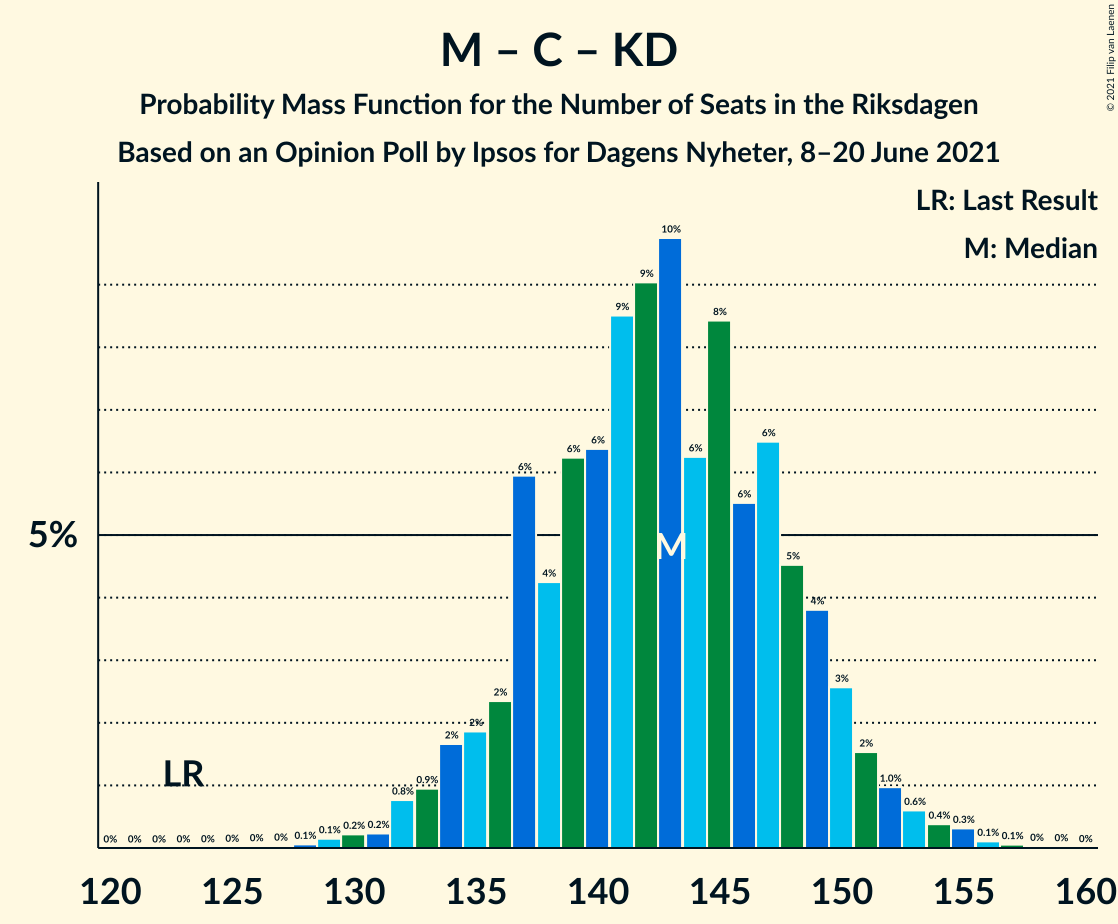 M – C – KD
Probability Mass Function for the Number of Seats in the Riksdagen
Based on an Opinion Poll by Ipsos for Dagens Nyheter, 8–20 June 2021
© 2021 Filip van Laenen
LR: Last Result
M: Median
5%
0% 0% 0% 0% 0% 0% 0% 0% 0.1% 0.1% 0.2% 0.2% 0.8% 0.9% 2% 2% 2% 6% 4% 6% 6% 9% 9% 10% 6% 8% 6% 6% 5% 4% 3% 2% 1.0% 0.6% 0.4% 0.3% 0.1% 0.1% 0% 0% 0%
M
LR
120 125 130 135 140 145 150 155 160